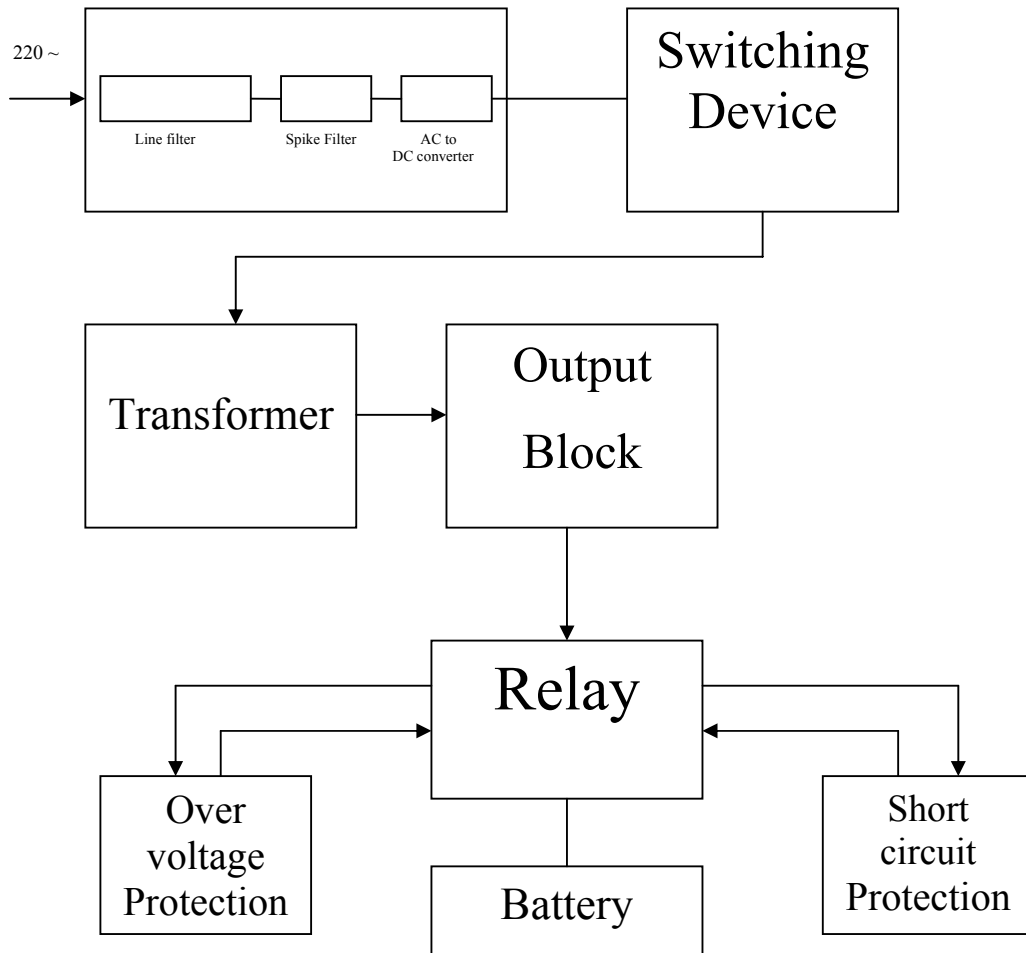 220 ~
Line filter
Spike Filter
AC to
DC converter
Switching
Device
Transformer
Output
Block
Relay
Over
voltage
Protection
Short
circuit
Protection
Battery